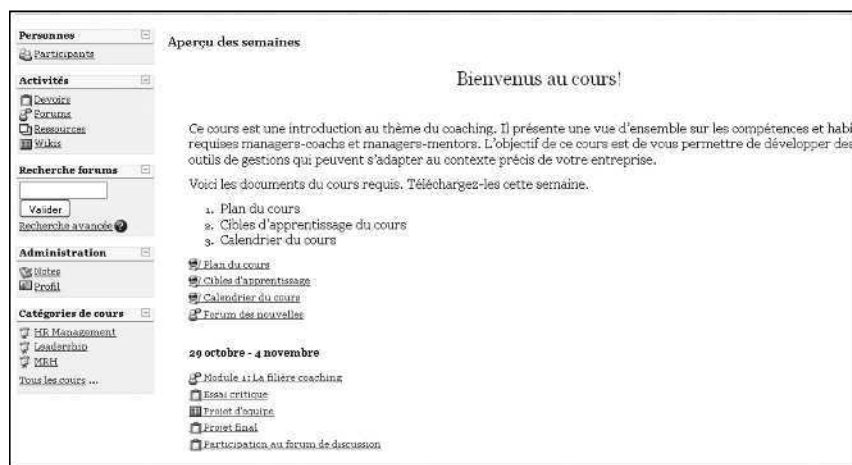 Personnes
Participants
Activités
Devoirs
Forums
Ressources
Wikis
Recherche forums
Valider
Recherche avancée
Administration
Notes
Profil
Catégories de cours
HR Management
Leadership
MRH
Tous les cours ...
Aperçu des semaines
Bienvenus au cours!
Ce cours est une introduction au thème du coaching. Il présente une vue d'ensemble sur les compétences et habi
requises managers-coachs et managers-mentors. L'objectif de ce cours est de vous permettre de développer des
outils de gestions qui peuvent s'adapter au contexte précis de votre entreprise.
Voici les documents du cours requis. Téléchargez-les cette semaine.
1. Plan du cours
2. Cibles d'apprentissage du cours
3. Calendrier du cours
Plan du cours
Cibles d'apprentissage
Calendrier du cours
Forum des nouvelles
29 octobre - 4 novembre
Module 1: La filière coaching
Essai critique
Projet d'equipe
Projet final
Participation au forum de discussion